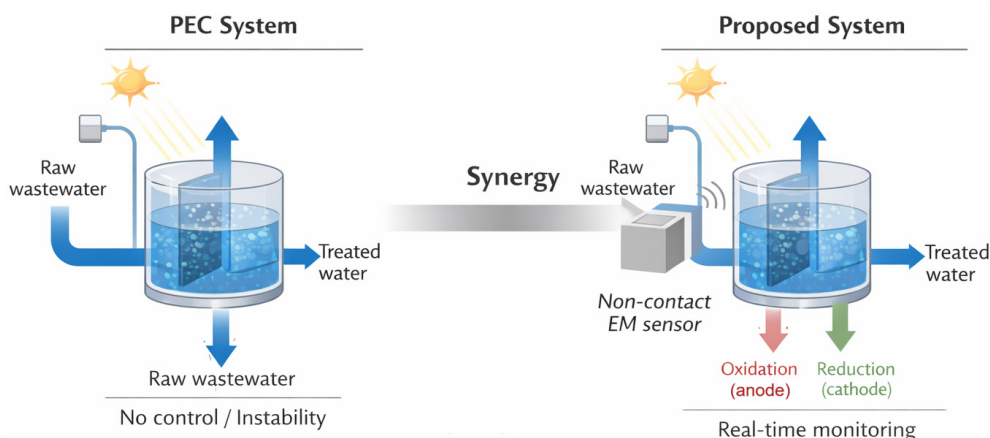 PEC System
Raw
wastewater
Treated
water
Raw wastewater
No control / Instability
Synergy
Proposed System
Raw
wastewater
Non-contact
EM sensor
Treated
water
Oxidation
(anode)
Reduction
(cathode)
Real-time monitoring